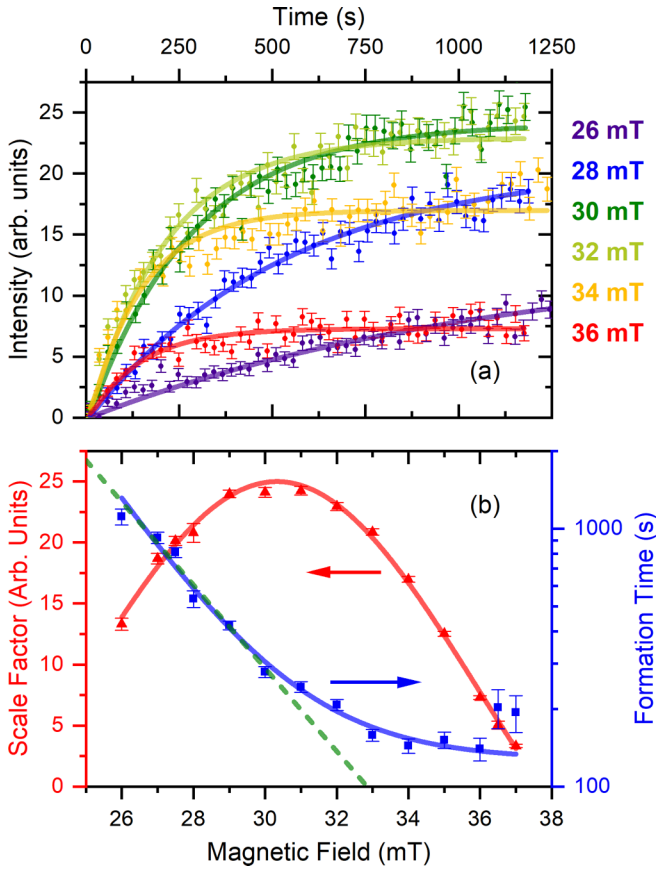 Time (s)
0 250 500 750 1000 1250
Intensity (arb. units)
25
20
15
10
5
0
26 mT
28 mT
30 mT
32 mT
34 mT
36 mT
(a)
(b)
Scale Factor (Arb. Units)
25
20
15
10
5
0
1000
100
Formation Time (s)
26 28 30 32 34 36 38
Magnetic Field (mT)